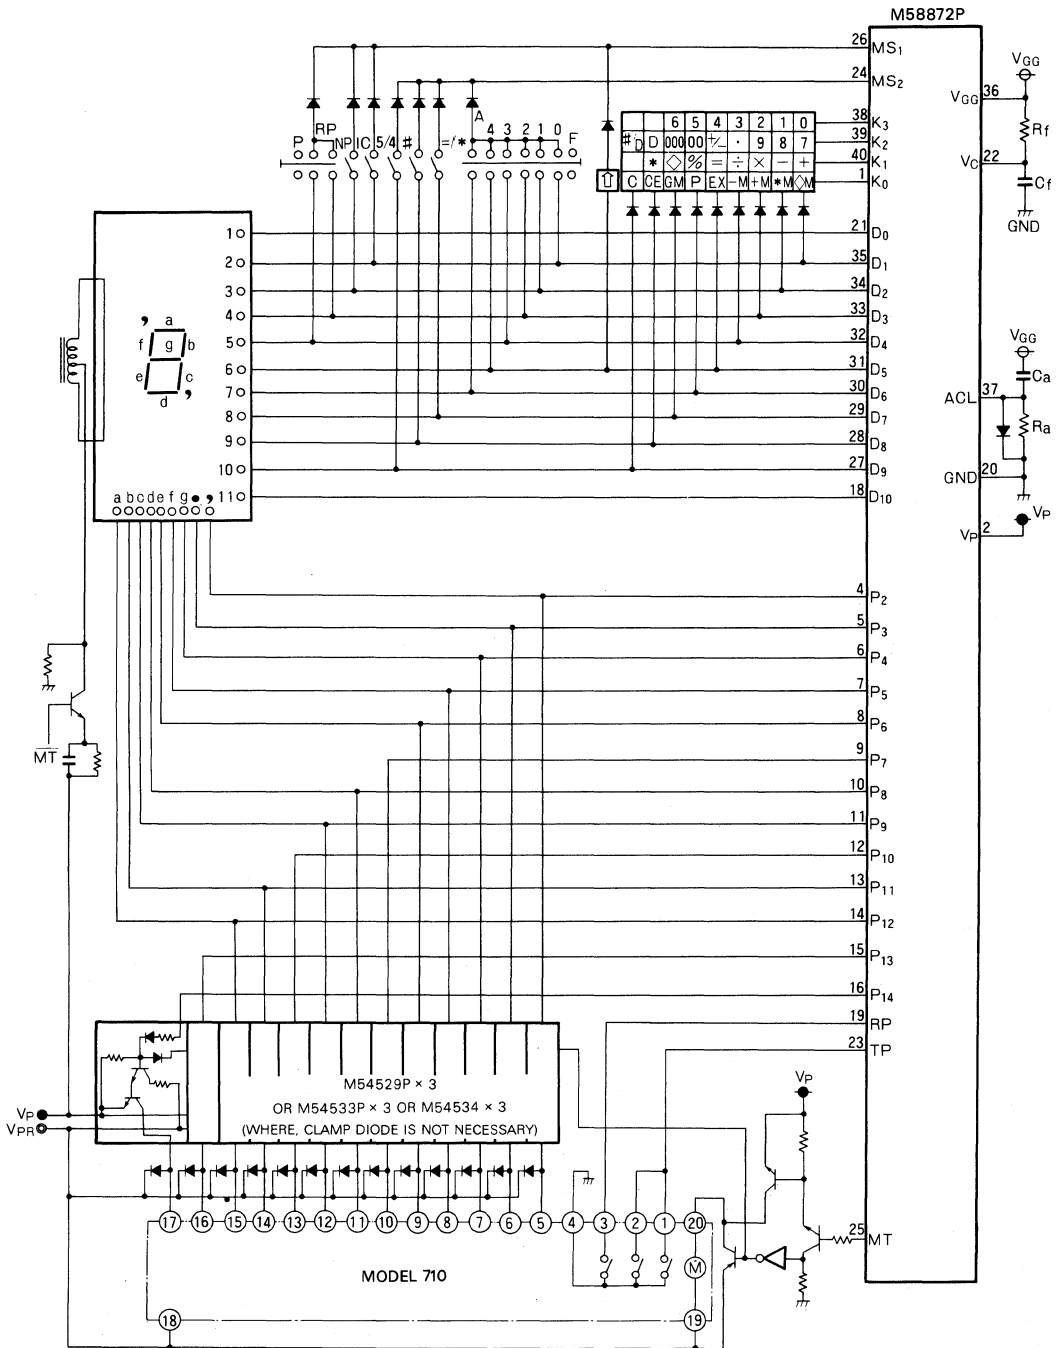 M58872P
26 MS1
24 MS2
VGG
VGG 36
Rf
VC 22
Cf
GND
A
P RP NP IC 5/4 # =/* 4 3 2 1 0 F
6 5 4 3 2 1 0
#D D 000 00 +/− · 9 8 7
* ◇ % = ÷ × − +
⇧ C CE GM P EX −M +M *M ◇M
38 K3
39 K2
40 K1
1 K0
1 21 D0
2 35 D1
3 34 D2
4 33 D3
5 32 D4
6 31 D5
7 30 D6
8 29 D7
9 28 D8
10 27 D9
11 18 D10
, a
f g b
e c
d ,
a b c d e f g ● ,
VGG
Ca
ACL 37
Ra
GND 20
VP
VP 2
4 P2
5 P3
6 P4
7 P5
8 P6
9 P7
10 P8
11 P9
12 P10
13 P11
14 P12
15 P13
16 P14
19 RP
23 TP
MT
M54529P × 3
OR M54533P × 3 OR M54534 × 3
(WHERE, CLAMP DIODE IS NOT NECESSARY)
VP
VPR
VP
17 16 15 14 13 12 11 10 9 8 7 6 5 4 3 2 1 20
25 MT
MODEL 710
M
18 19